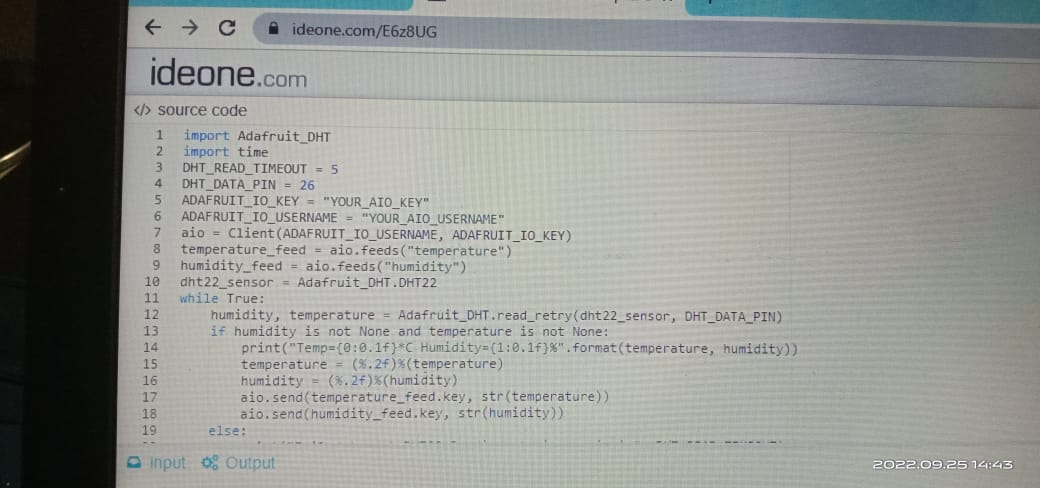 ideone.com/E6z8UG
ideone.com
</> source code
1 import Adafruit_DHT
2 import time
3 DHT_READ_TIMEOUT = 5
4 DHT_DATA_PIN = 26
5 ADAFRUIT_IO_KEY = "YOUR_AIO_KEY"
6 ADAFRUIT_IO_USERNAME = "YOUR_AIO_USERNAME"
7 aio = Client(ADAFRUIT_IO_USERNAME, ADAFRUIT_IO_KEY)
8 temperature_feed = aio.feeds("temperature")
9 humidity_feed = aio.feeds("humidity")
10 dht22_sensor = Adafruit_DHT.DHT22
11 while True:
12 humidity, temperature = Adafruit_DHT.read_retry(dht22_sensor, DHT_DATA_PIN)
13 if humidity is not None and temperature is not None:
14 print("Temp={0:0.1f}*C Humidity={1:0.1f}%".format(temperature, humidity))
15 temperature = (%.2f)%(temperature)
16 humidity = (%.2f)%(humidity)
17 aio.send(temperature_feed.key, str(temperature))
18 aio.send(humidity_feed.key, str(humidity))
19 else:
input Output
2022.09.25 14:43